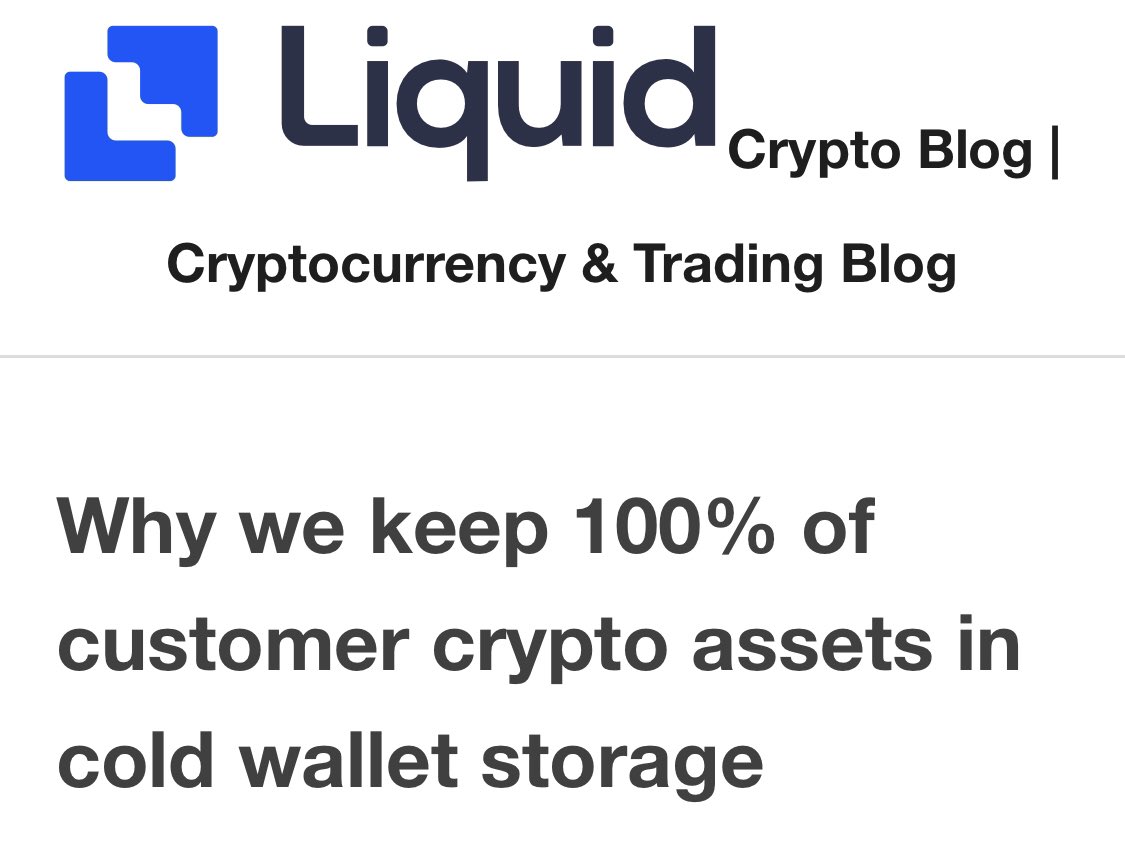 Liquid Crypto Blog |
Cryptocurrency & Trading Blog
Why we keep 100% of
customer crypto assets in
cold wallet storage